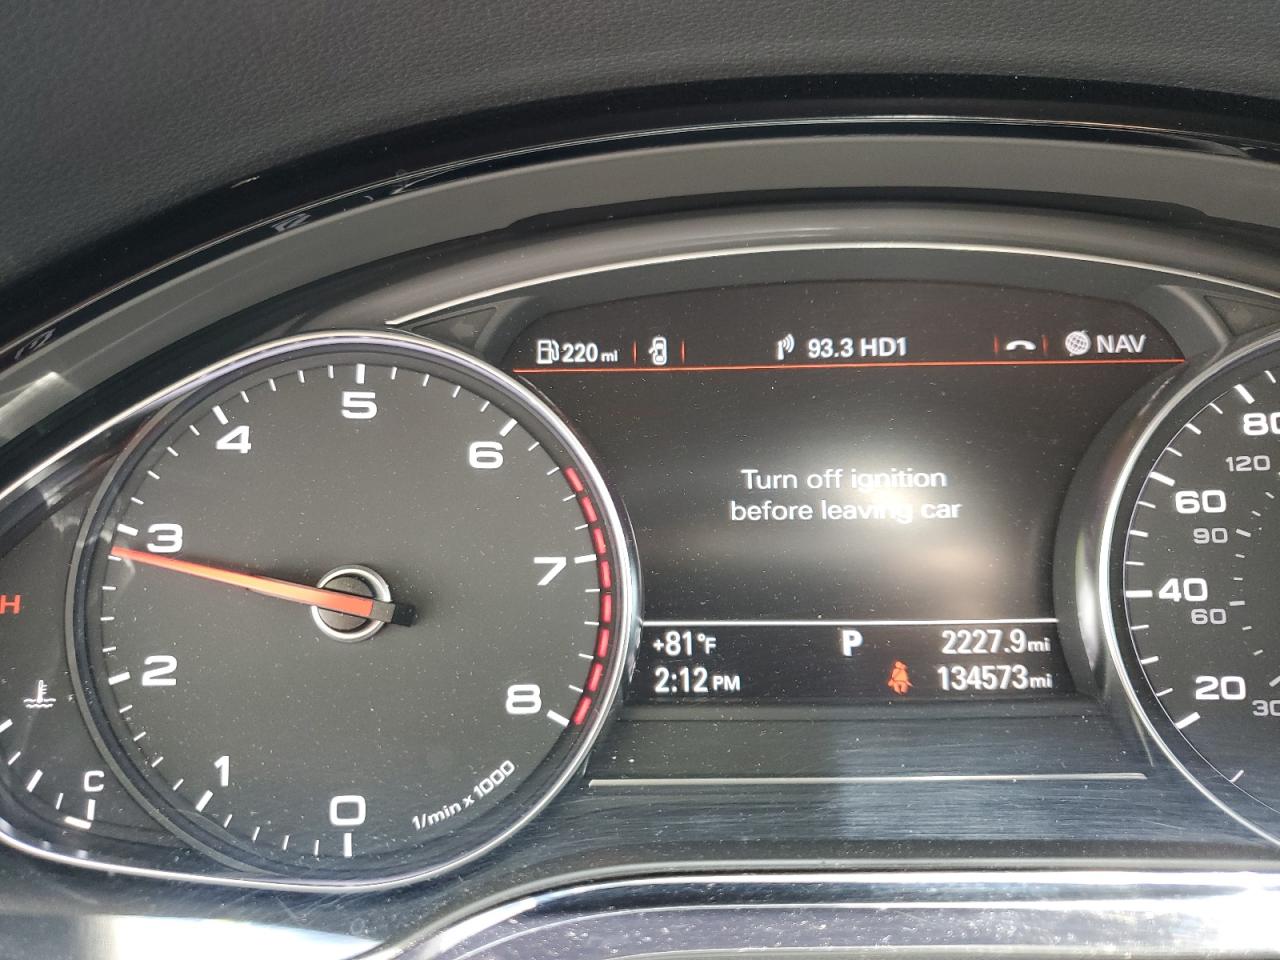 220 mi 93.3 HD1 NAV
Turn off ignition
before leaving car
+81°F P 2227.9 mi
2:12 PM 134573 mi
0
1
2
3
4
5
6
7
8
1/min x 1000
H
C
20
40
60
80
30
60
90
120